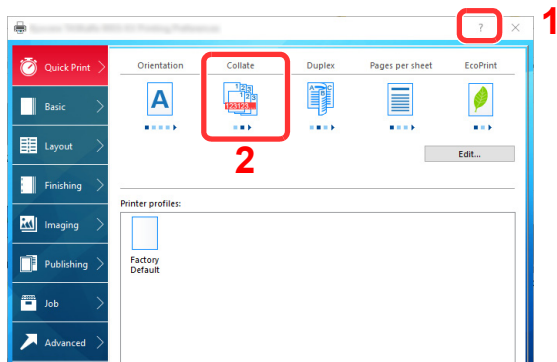 ? × 1
Quick Print
Orientation Collate Duplex Pages per sheet EcoPrint
A
123123...
2
Basic
Layout
Edit...
Finishing
Printer profiles:
Imaging
Factory
Default
Publishing
Job
Advanced